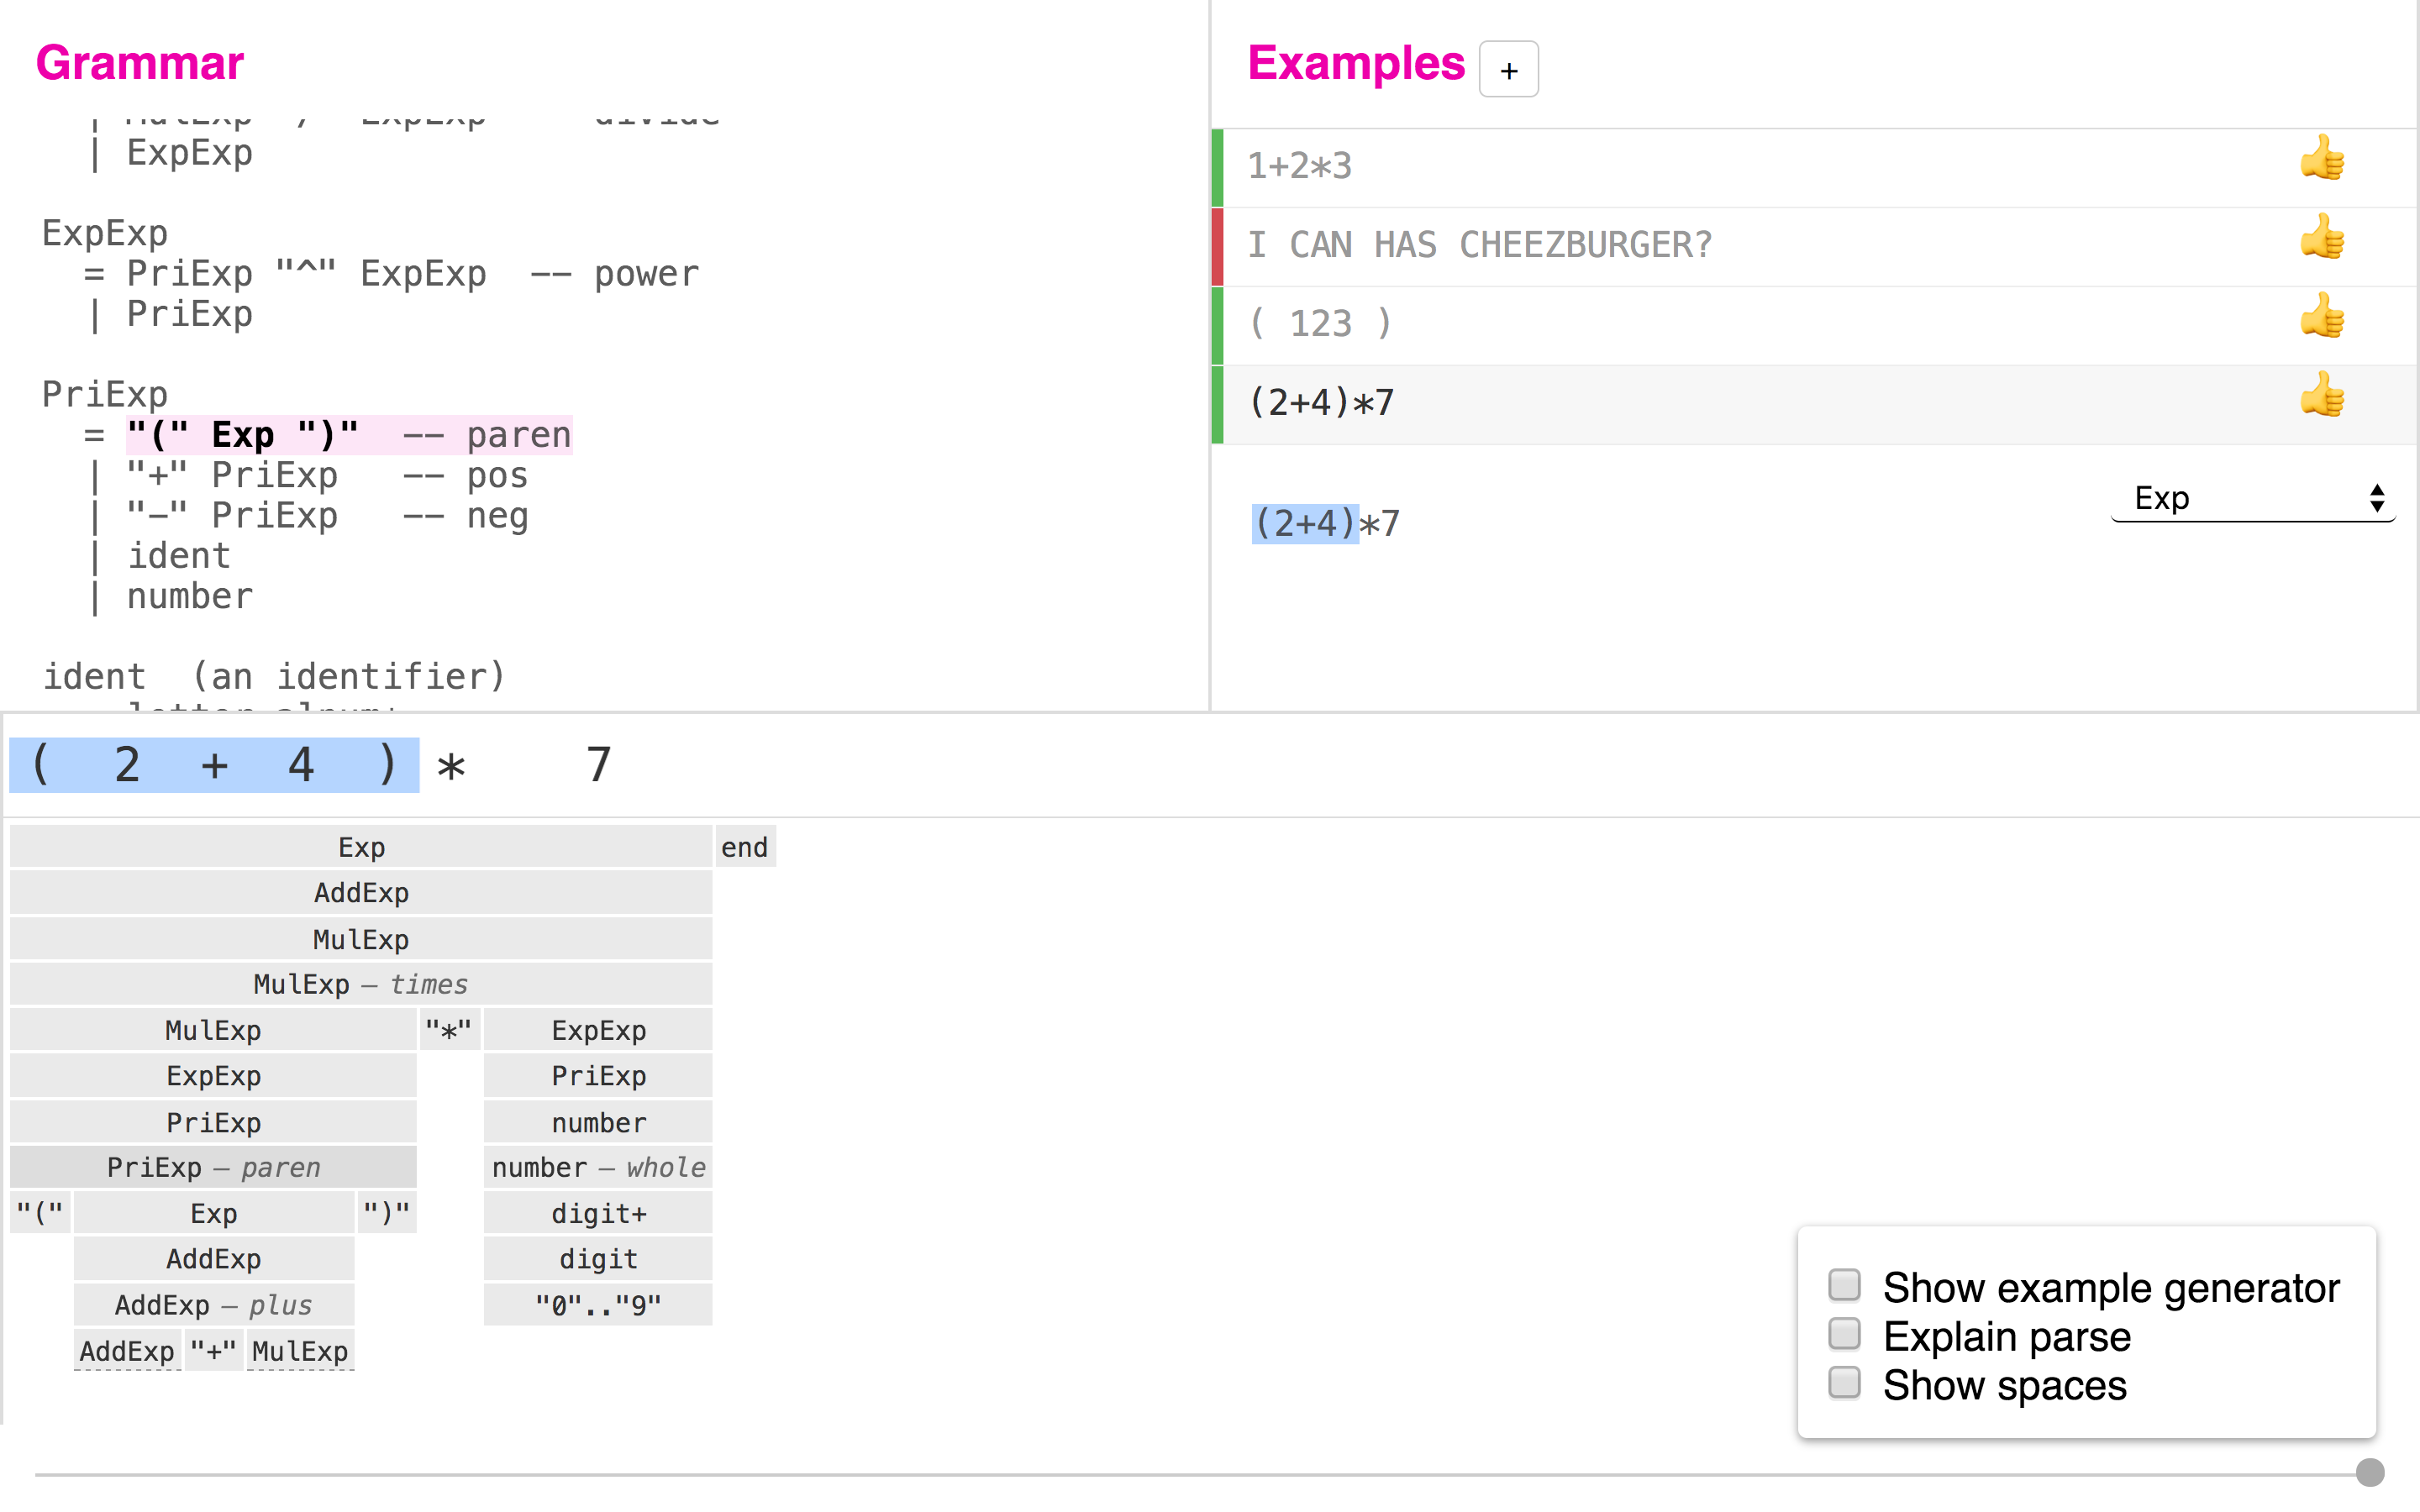 Grammar
| MulExp "/" ExpExp -- divide
| ExpExp
ExpExp
= PriExp "^" ExpExp -- power
| PriExp
PriExp
= "(" Exp ")" -- paren
| "+" PriExp -- pos
| "-" PriExp -- neg
| ident
| number
ident (an identifier)
Examples +
1+2*3
I CAN HAS CHEEZBURGER?
( 123 )
(2+4)*7
Exp
(2+4)*7
( 2 + 4 ) * 7
Exp end
AddExp
MulExp
MulExp – times
MulExp "*" ExpExp
ExpExp PriExp
PriExp number
PriExp – paren number – whole
"(" Exp ")" digit+
AddExp digit
AddExp – plus "0".."9"
AddExp "+" MulExp
Show example generator
Explain parse
Show spaces